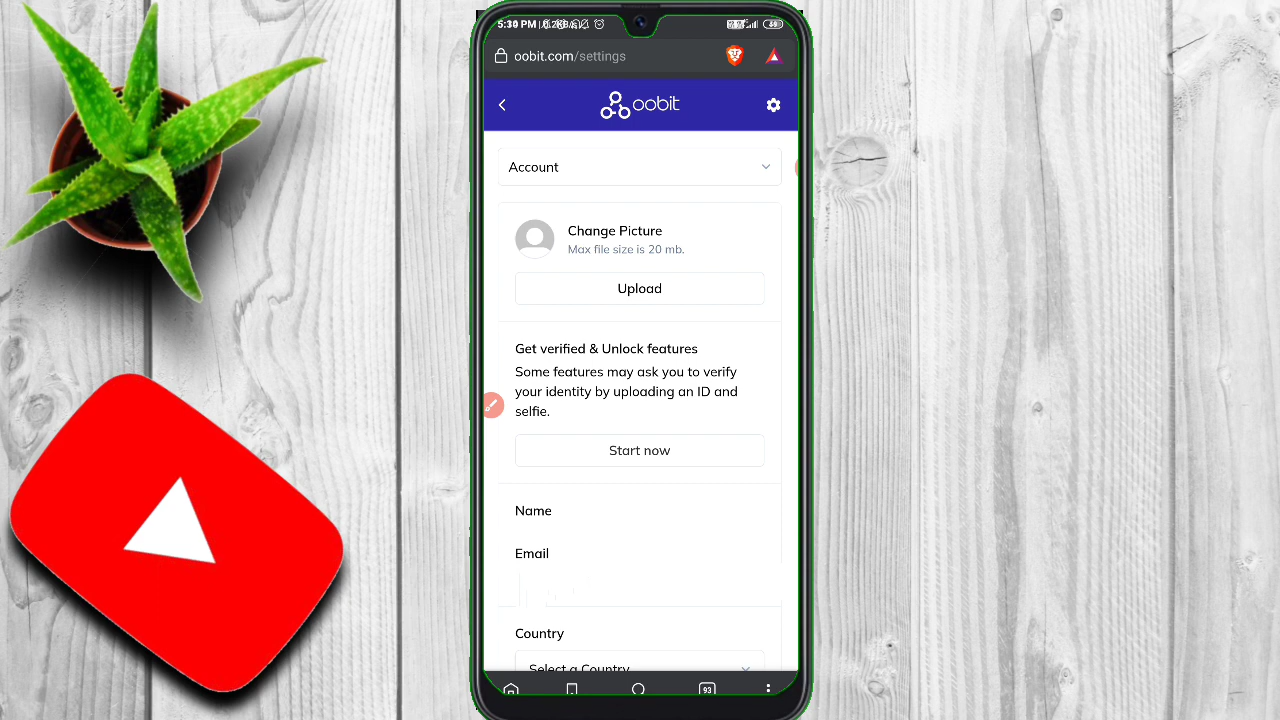 5:30 PM
oobit.com/settings
oobit
Account
Change Picture
Max file size is 20 mb.
Upload
Get verified & Unlock features
Some features may ask you to verify
your identity by uploading an ID and
selfie.
Start now
Name
Email
Country
Select a Country
93